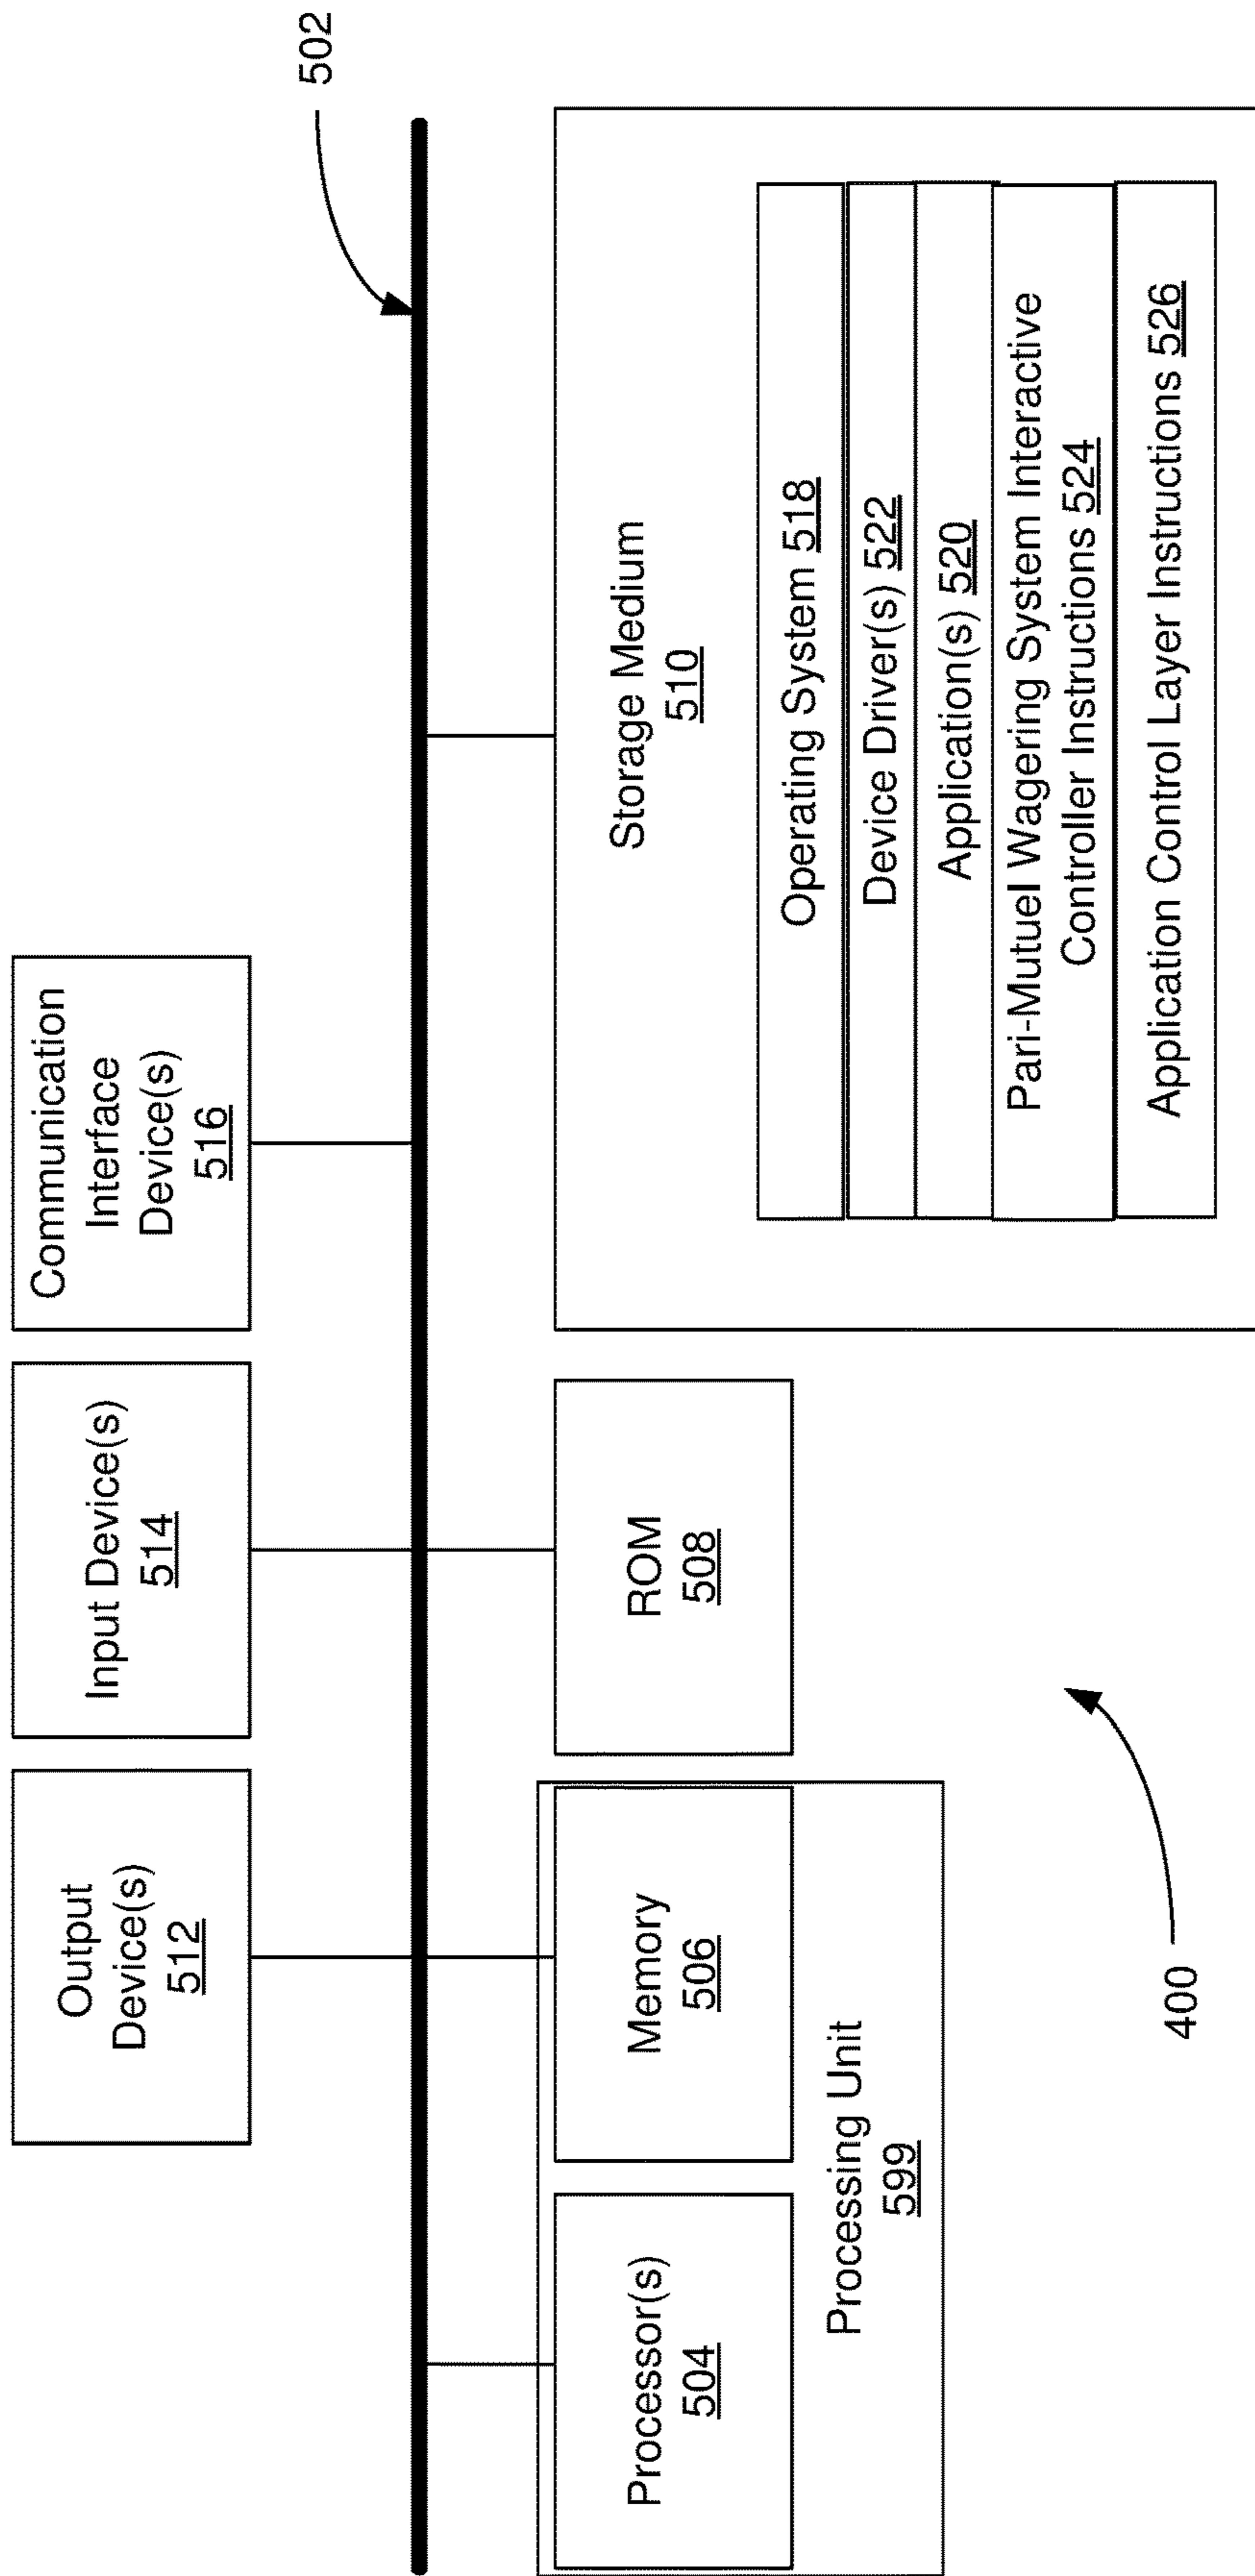 502
Output
Device(s)
512
Input Device(s)
514
Communication
Interface
Device(s)
516
Processor(s)
504
Memory
506
Processing Unit
599
ROM
508
Storage Medium
510
Operating System 518
Device Driver(s) 522
Application(s) 520
Pari-Mutuel Wagering System Interactive
Controller Instructions 524
Application Control Layer Instructions 526
400